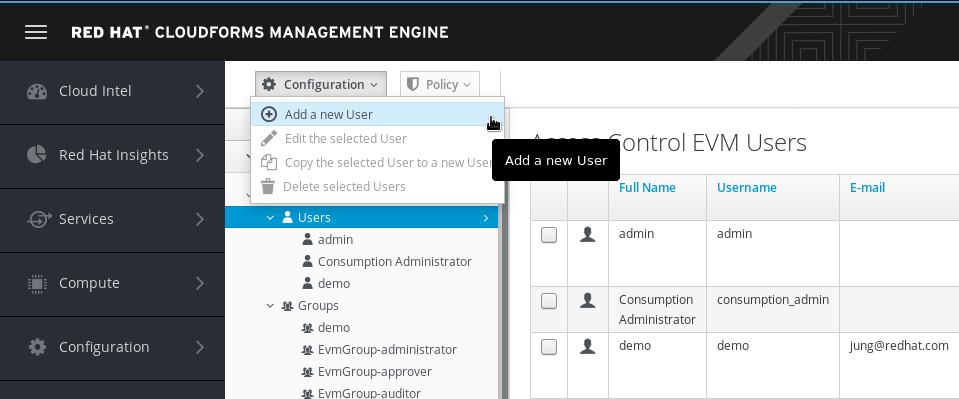 RED HAT® CLOUDFORMS MANAGEMENT ENGINE
Cloud Intel
Red Hat Insights
Services
Compute
Configuration
Configuration
Policy
Add a new User
Edit the selected User
Copy the selected User to a new User
Delete selected Users
Add a new User
Users
admin
Consumption Administrator
demo
Groups
demo
EvmGroup-administrator
EvmGroup-approver
EvmGroup-auditor
Control EVM Users
Full Name Username E-mail
admin admin
Consumption Administrator consumption_admin
demo demo jung@redhat.com